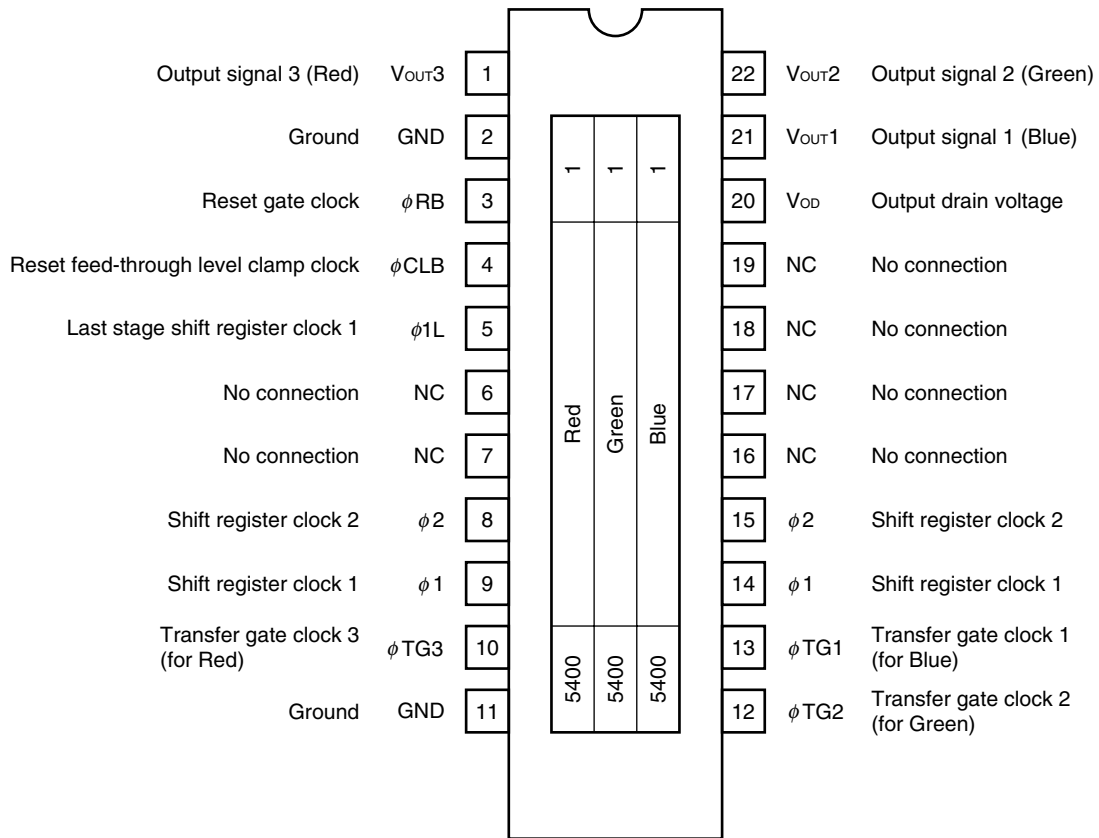 Output signal 3 (Red) VOUT3 1
22 VOUT2 Output signal 2 (Green)
Ground GND 2
21 VOUT1 Output signal 1 (Blue)
Reset gate clock ϕRB 3
20 VOD Output drain voltage
Reset feed-through level clamp clock ϕCLB 4
19 NC No connection
Last stage shift register clock 1 ϕ1L 5
18 NC No connection
No connection NC 6
17 NC No connection
No connection NC 7
16 NC No connection
Shift register clock 2 ϕ2 8
15 ϕ2 Shift register clock 2
Shift register clock 1 ϕ1 9
14 ϕ1 Shift register clock 1
Transfer gate clock 3
(for Red)
ϕTG3 10
13 ϕTG1
Transfer gate clock 1
(for Blue)
Ground GND 11
12 ϕTG2
Transfer gate clock 2
(for Green)
1
1
1
Red
Green
Blue
5400
5400
5400